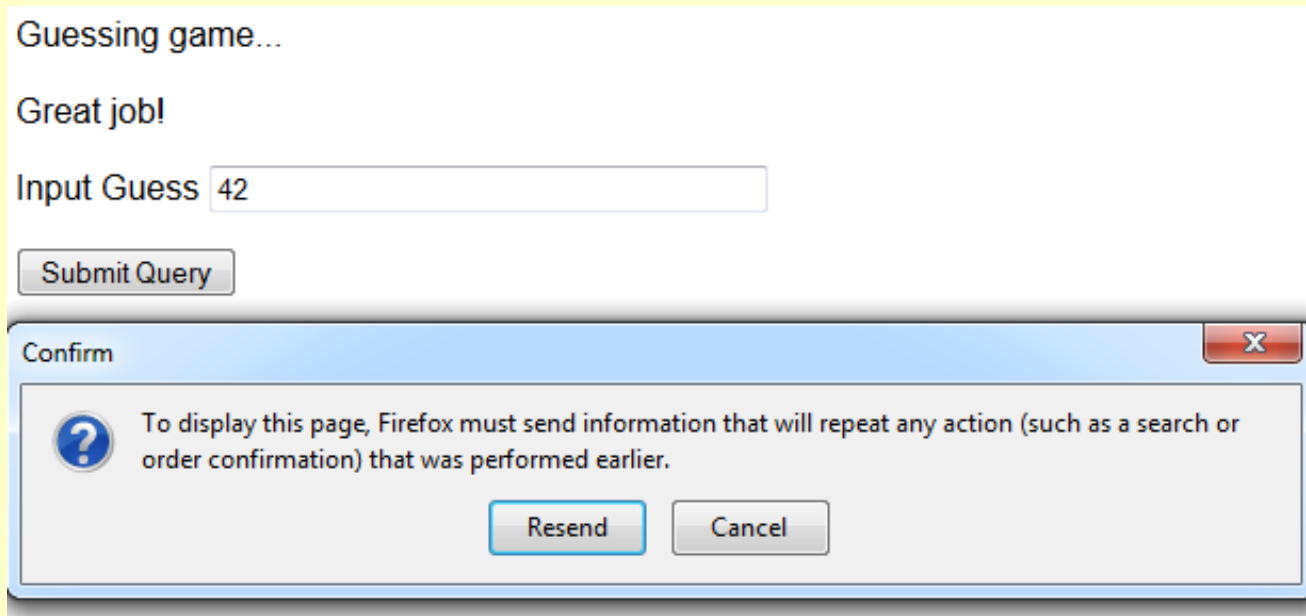 Guessing game...
Great job!
Input Guess 42
Submit Query
Confirm
To display this page, Firefox must send information that will repeat any action (such as a search or
order confirmation) that was performed earlier.
Resend Cancel